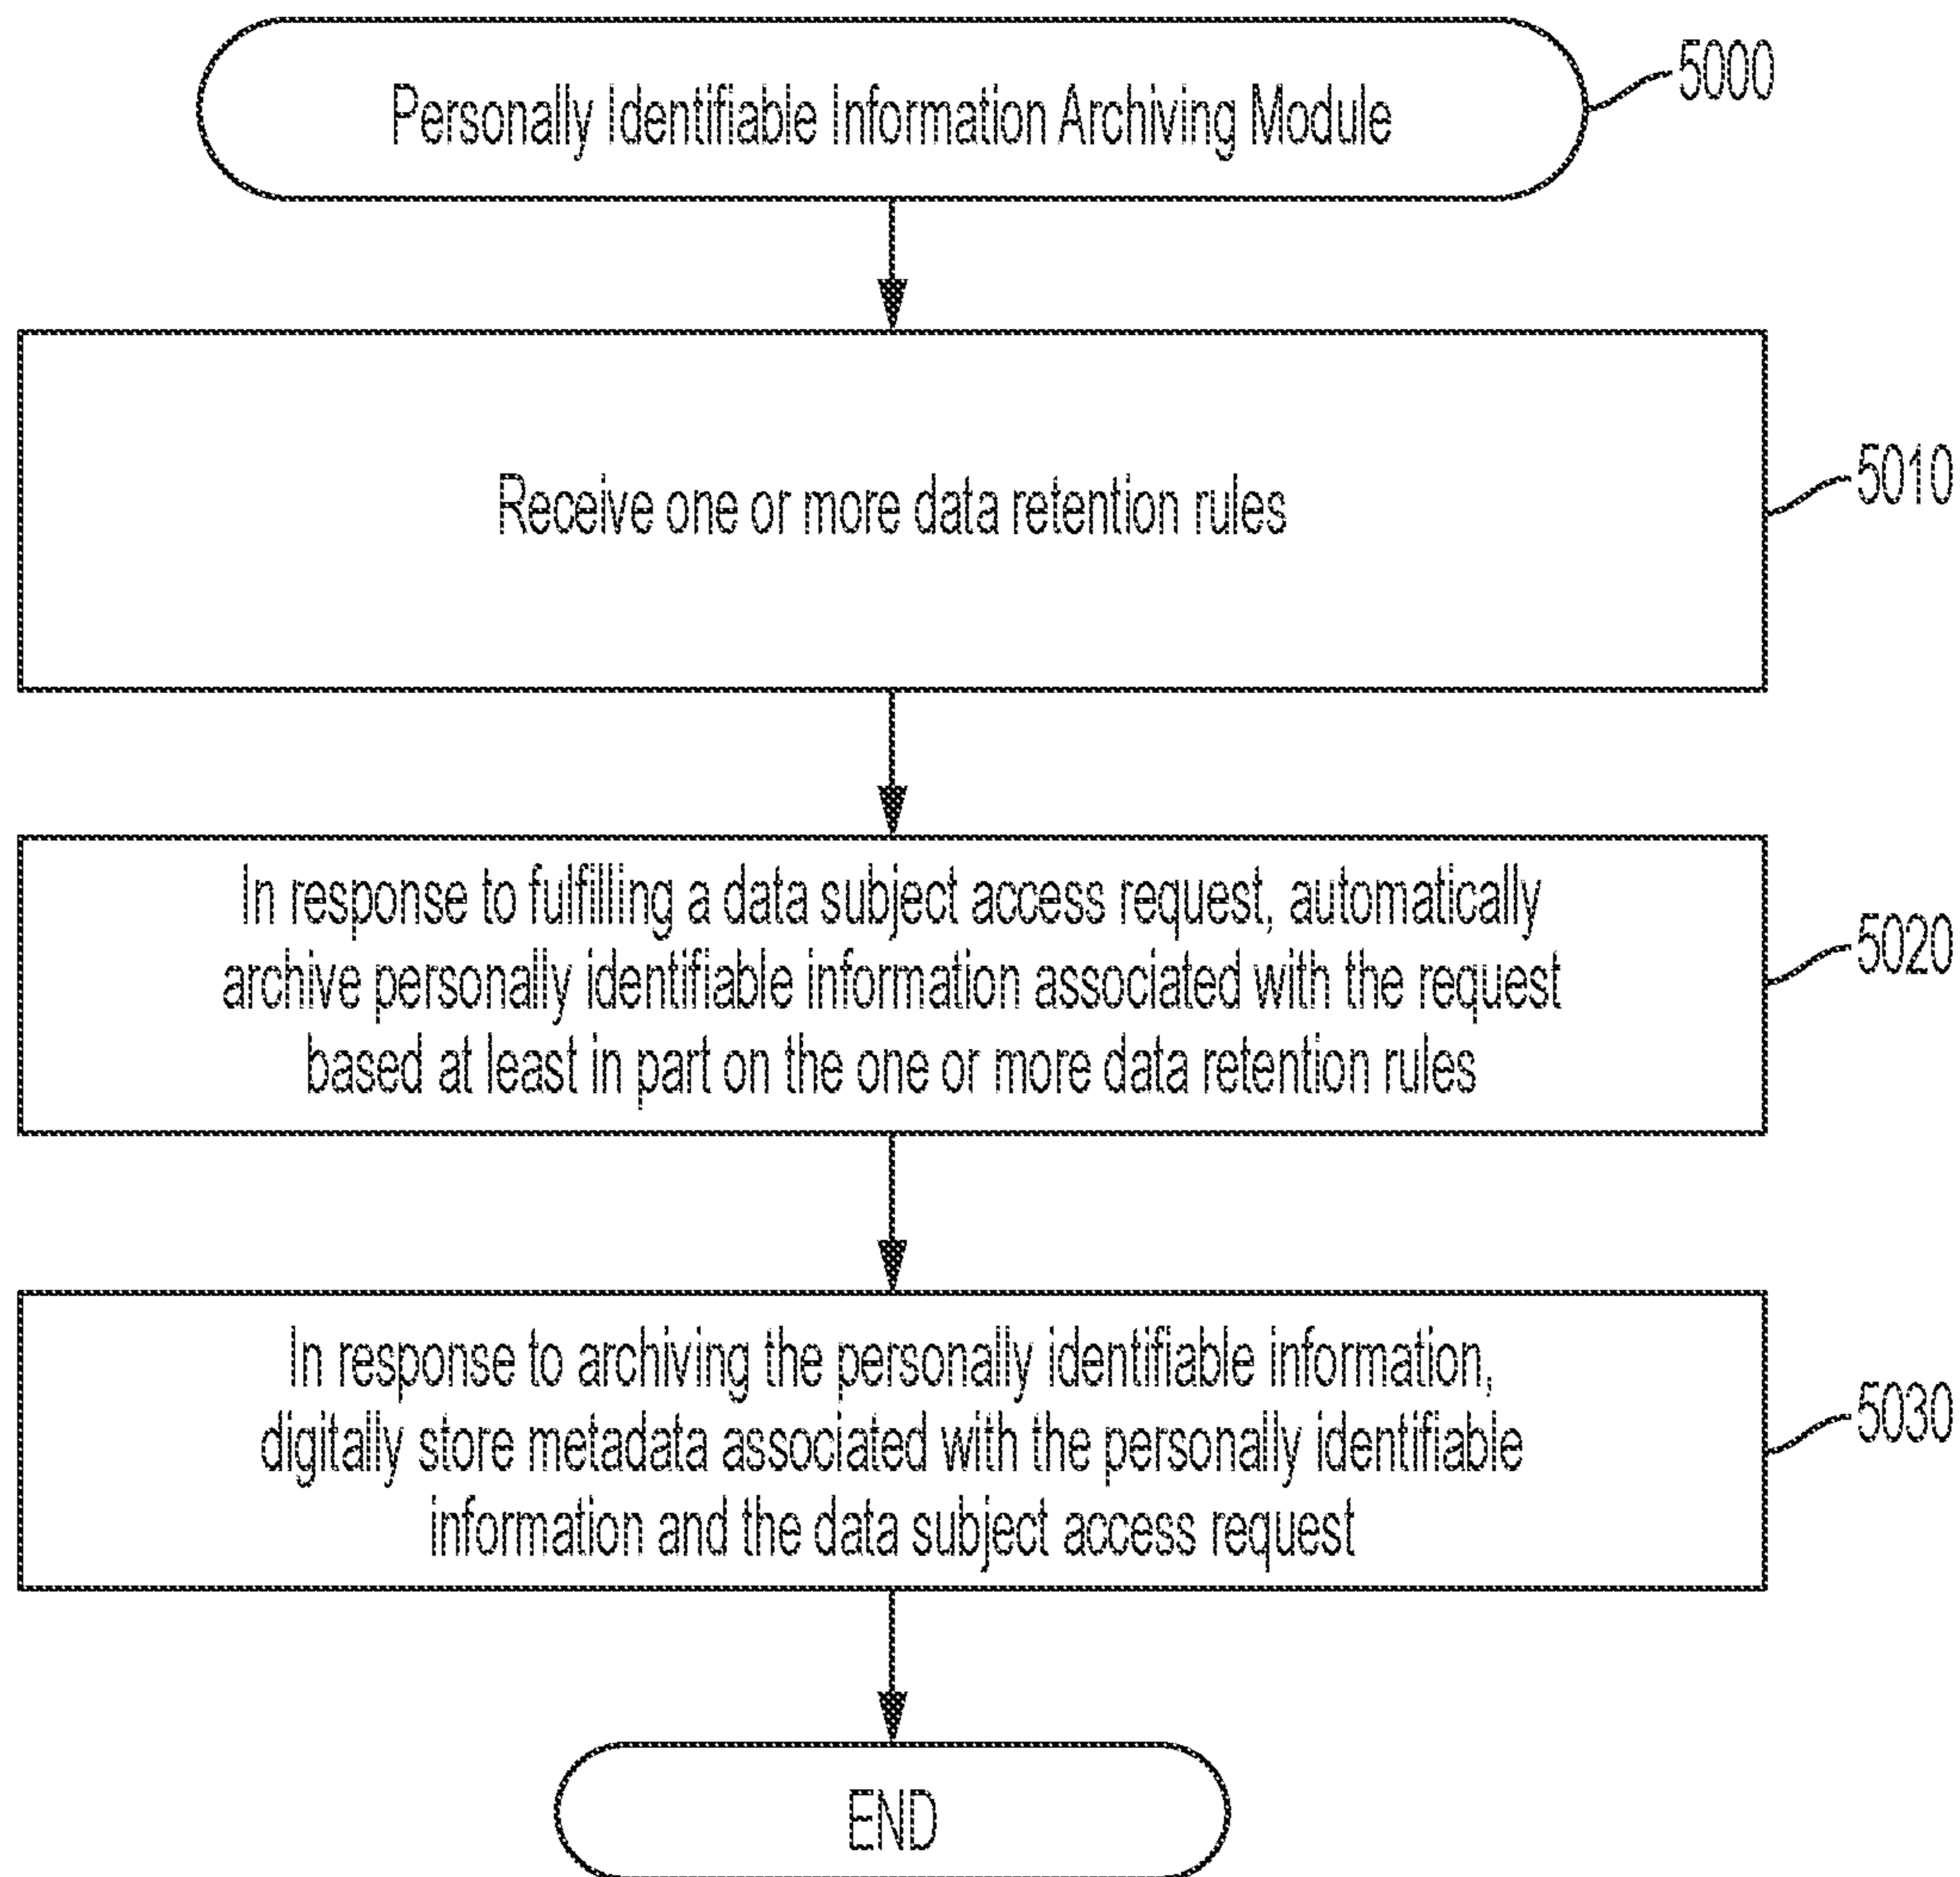 Personally Identifiable Information Archiving Module
5000
Receive one or more data retention rules
5010
In response to fulfilling a data subject access request, automatically
archive personally identifiable information associated with the request
based at least in part on the one or more data retention rules
5020
In response to archiving the personally identifiable information,
digitally store metadata associated with the personally identifiable
information and the data subject access request
5030
END